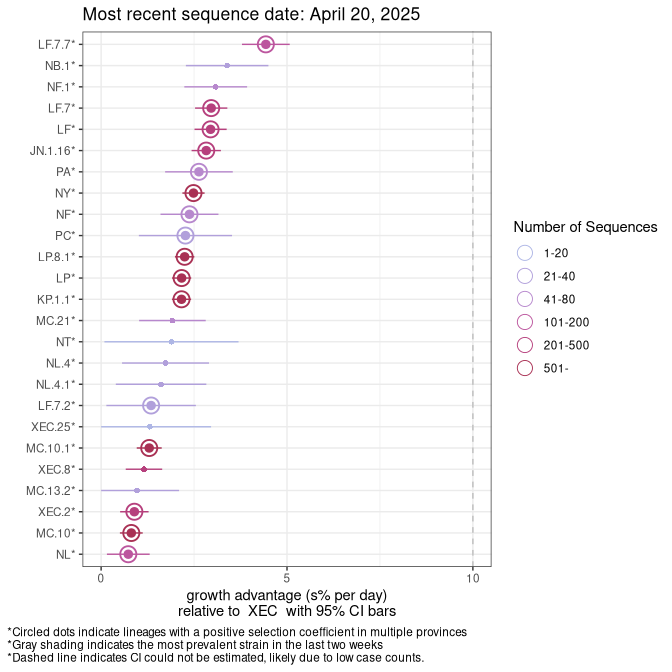 Most recent sequence date: April 20, 2025
LF.7.7*
NB.1*
NF.1*
LF.7*
LF*
JN.1.16*
PA*
NY*
NF*
PC*
LP.8.1*
LP*
KP.1.1*
MC.21*
NT*
NL.4*
NL.4.1*
LF.7.2*
XEC.25*
MC.10.1*
XEC.8*
MC.13.2*
XEC.2*
MC.10*
NL*
0 5 10
growth advantage (s% per day)
relative to XEC with 95% CI bars
Number of Sequences
1-20
21-40
41-80
101-200
201-500
501-
*Circled dots indicate lineages with a positive selection coefficient in multiple provinces
*Gray shading indicates the most prevalent strain in the last two weeks
*Dashed line indicates CI could not be estimated, likely due to low case counts.